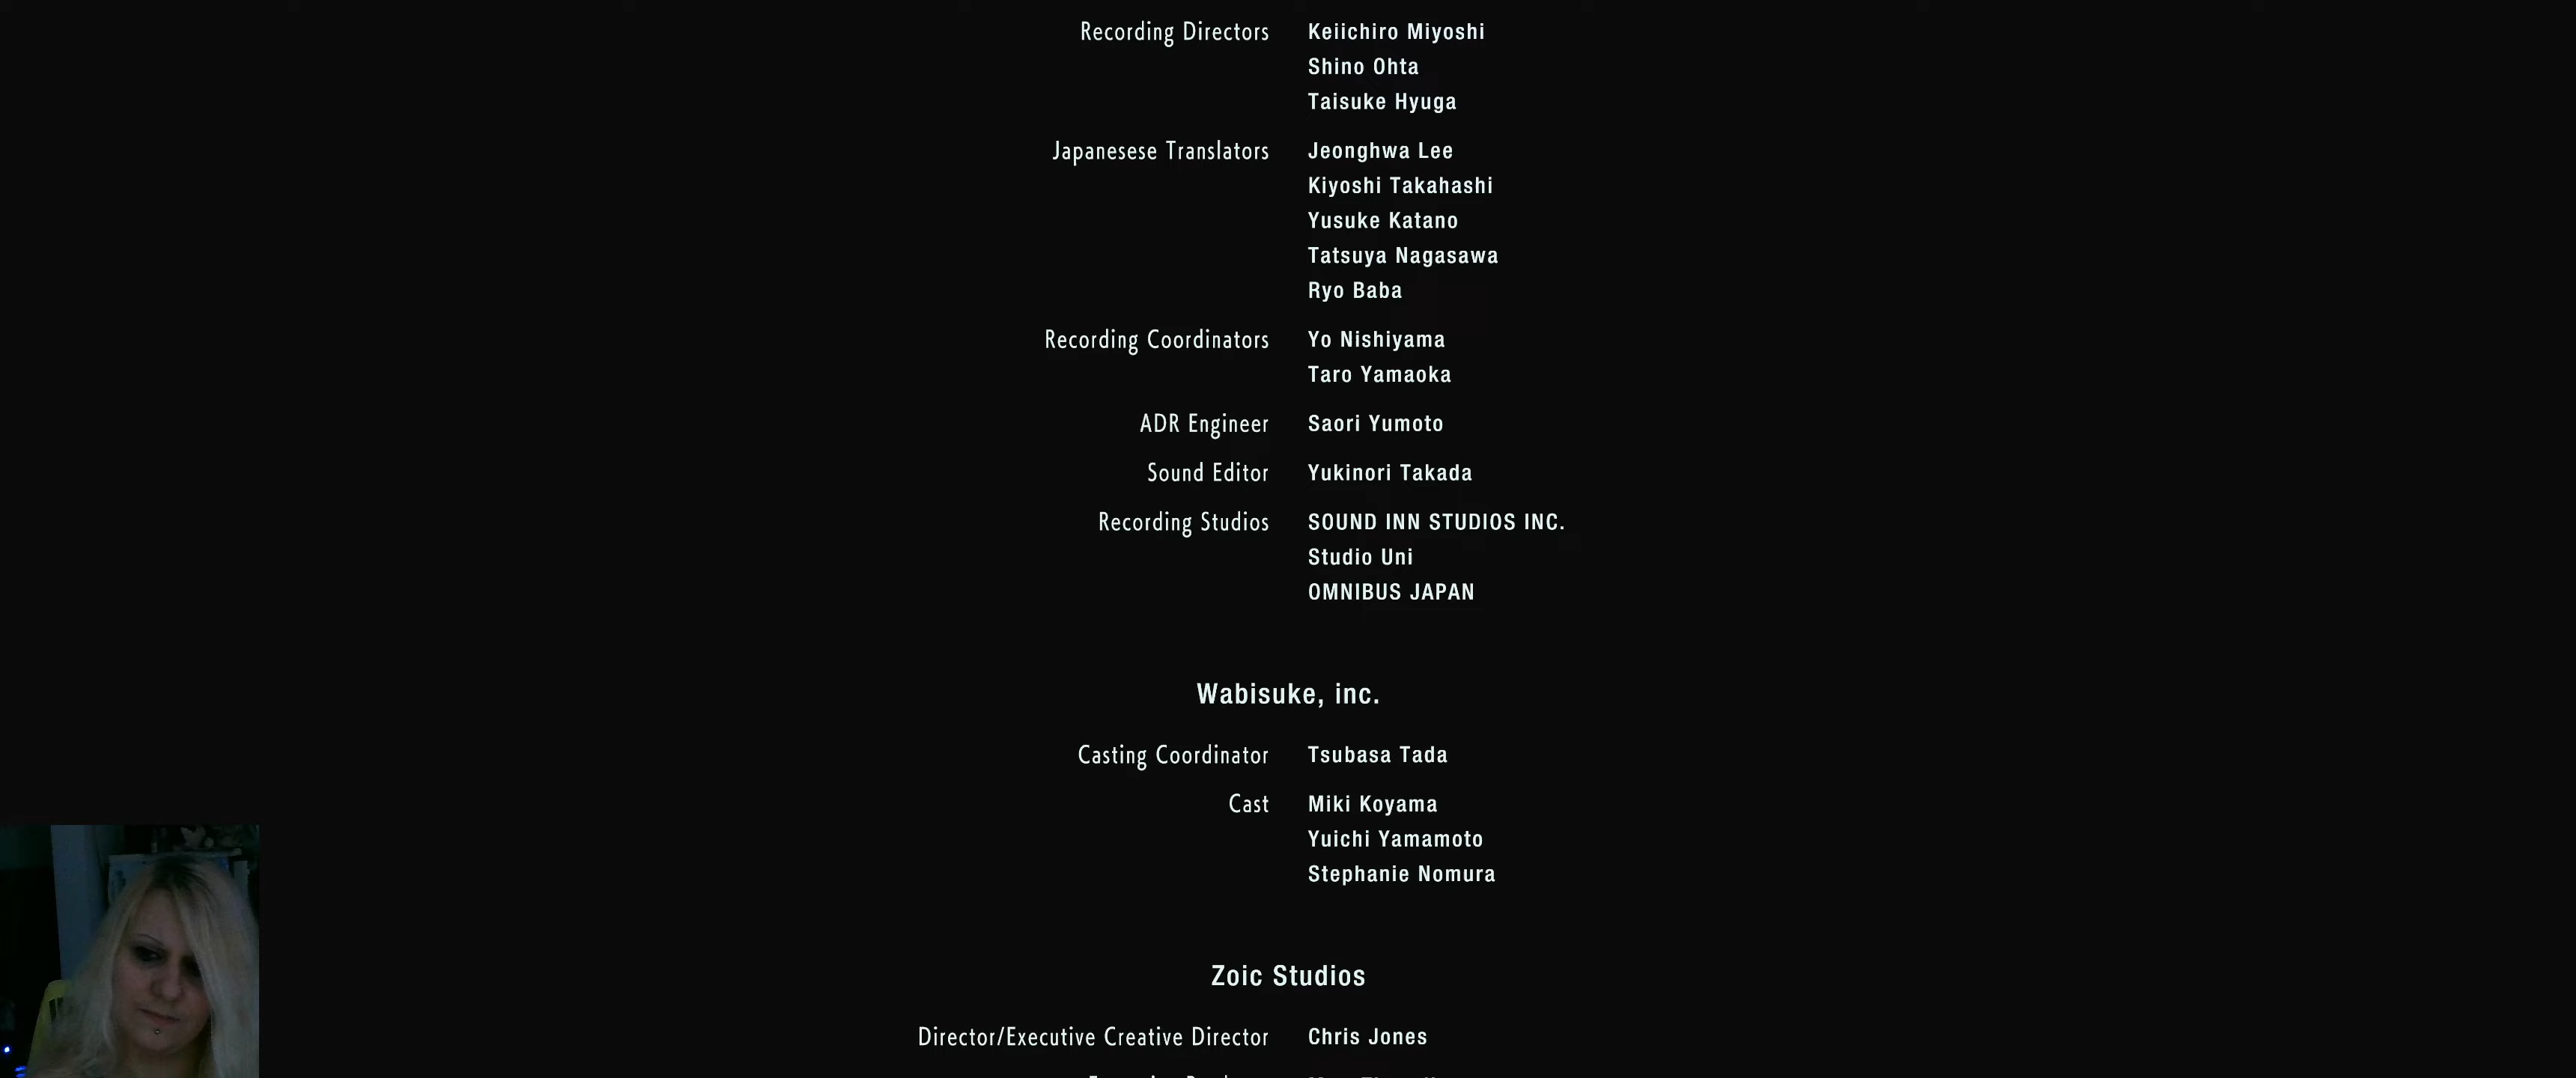 Recording Directors Keiichiro Miyoshi
Shino Ohta
Taisuke Hyuga
Japanesese Translators Jeonghwa Lee
Kiyoshi Takahashi
Yusuke Katano
Tatsuya Nagasawa
Ryo Baba
Recording Coordinators Yo Nishiyama
Taro Yamaoka
ADR Engineer Saori Yumoto
Sound Editor Yukinori Takada
Recording Studios SOUND INN STUDIOS INC.
Studio Uni
OMNIBUS JAPAN
Wabisuke, inc.
Casting Coordinator Tsubasa Tada
Cast Miki Koyama
Yuichi Yamamoto
Stephanie Nomura
Zoic Studios
Director/Executive Creative Director Chris Jones